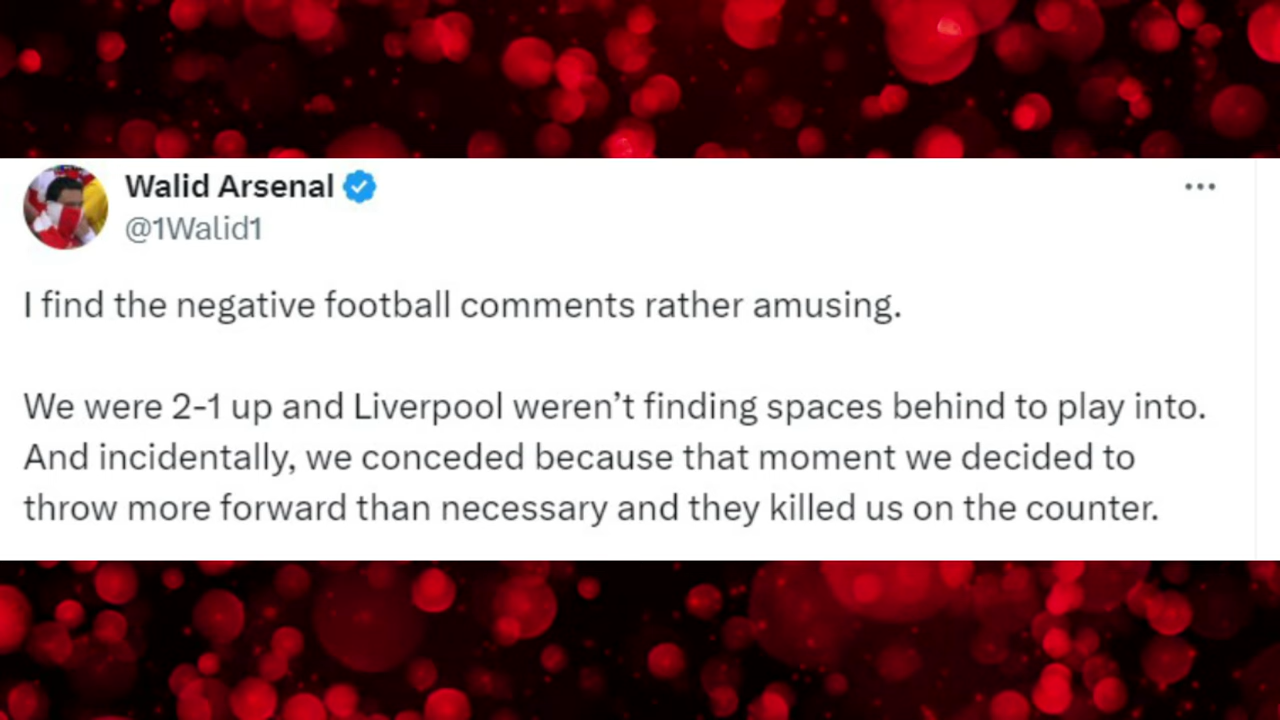 Walid Arsenal
@1Walid1
I find the negative football comments rather amusing.
We were 2-1 up and Liverpool weren’t finding spaces behind to play into.
And incidentally, we conceded because that moment we decided to
throw more forward than necessary and they killed us on the counter.